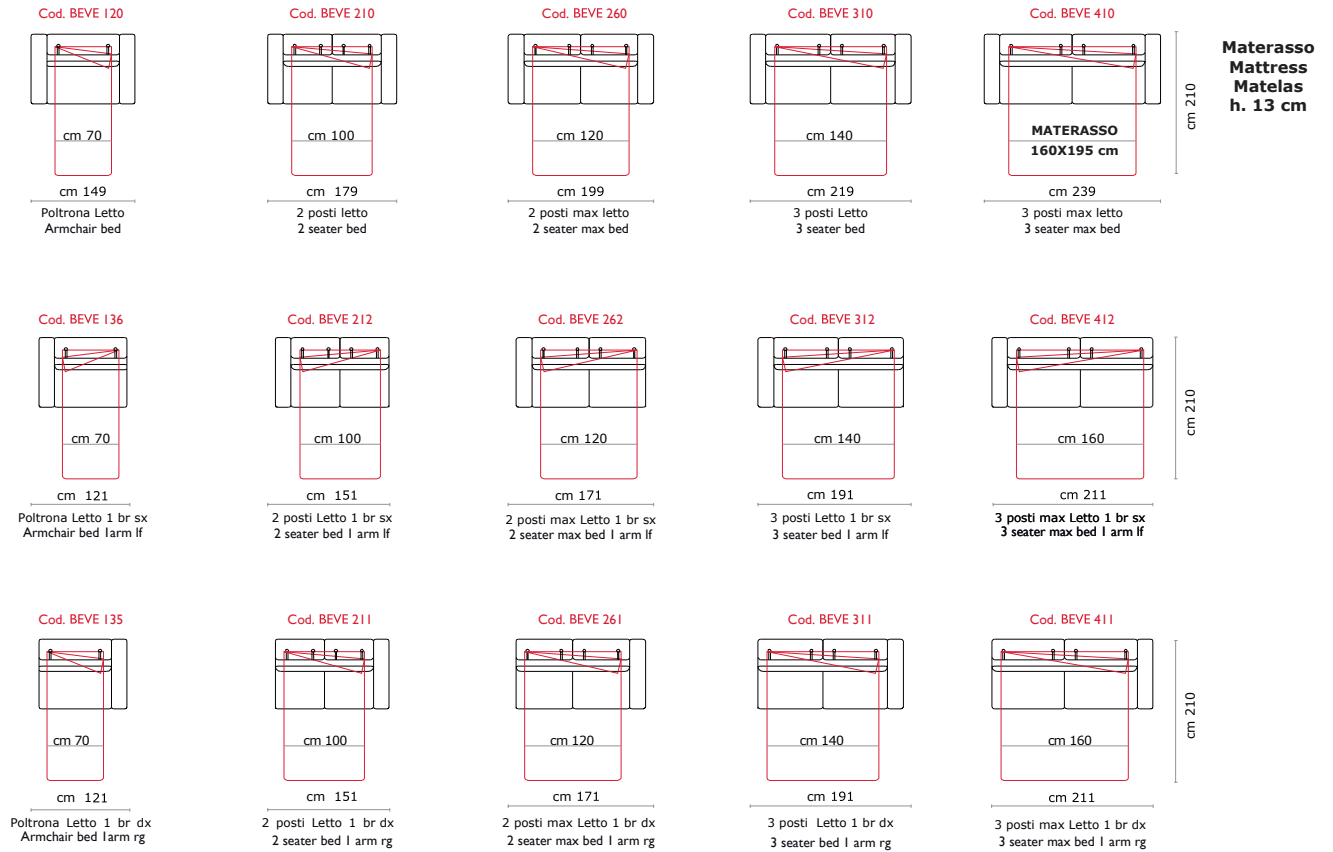 Cod. BEVE 120
Cod. BEVE 210
Cod. BEVE 260
Cod. BEVE 310
Cod. BEVE 410
Materasso
Mattress
Matelas
h. 13 cm
cm 210
cm 70
cm 100
cm 120
cm 140
MATERASSO
160X195 cm
cm 149
cm 179
cm 199
cm 219
cm 239
Poltrona Letto
Armchair bed
2 posti letto
2 seater bed
2 posti max letto
2 seater max bed
3 posti Letto
3 seater bed
3 posti max letto
3 seater max bed
Cod. BEVE 136
Cod. BEVE 212
Cod. BEVE 262
Cod. BEVE 312
Cod. BEVE 412
cm 210
cm 70
cm 100
cm 120
cm 140
cm 160
cm 121
cm 151
cm 171
cm 191
cm 211
Poltrona Letto 1 br sx
Armchair bed 1arm lf
2 posti Letto 1 br sx
2 seater bed 1 arm lf
2 posti max Letto 1 br sx
2 seater max bed 1 arm lf
3 posti Letto 1 br sx
3 seater bed 1 arm lf
3 posti max Letto 1 br sx
3 seater max bed 1 arm lf
Cod. BEVE 135
Cod. BEVE 211
Cod. BEVE 261
Cod. BEVE 311
Cod. BEVE 411
cm 210
cm 70
cm 100
cm 120
cm 140
cm 160
cm 121
cm 151
cm 171
cm 191
cm 211
Poltrona Letto 1 br dx
Armchair bed 1arm rg
2 posti Letto 1 br dx
2 seater bed 1 arm rg
2 posti max Letto 1 br dx
2 seater max bed 1 arm rg
3 posti Letto 1 br dx
3 seater bed 1 arm rg
3 posti max Letto 1 br dx
3 seater max bed 1 arm rg